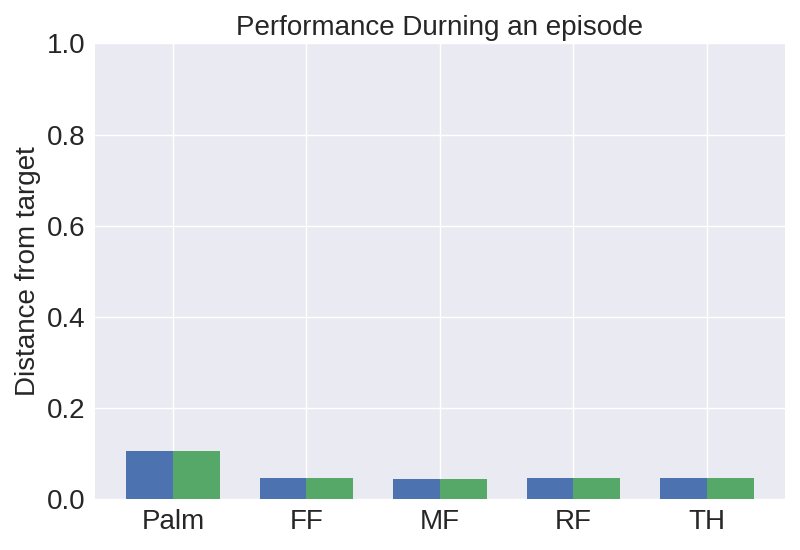 Performance Durning an episode
Distance from target
1.0
0.8
0.6
0.4
0.2
0.0
Palm
FF
MF
RF
TH